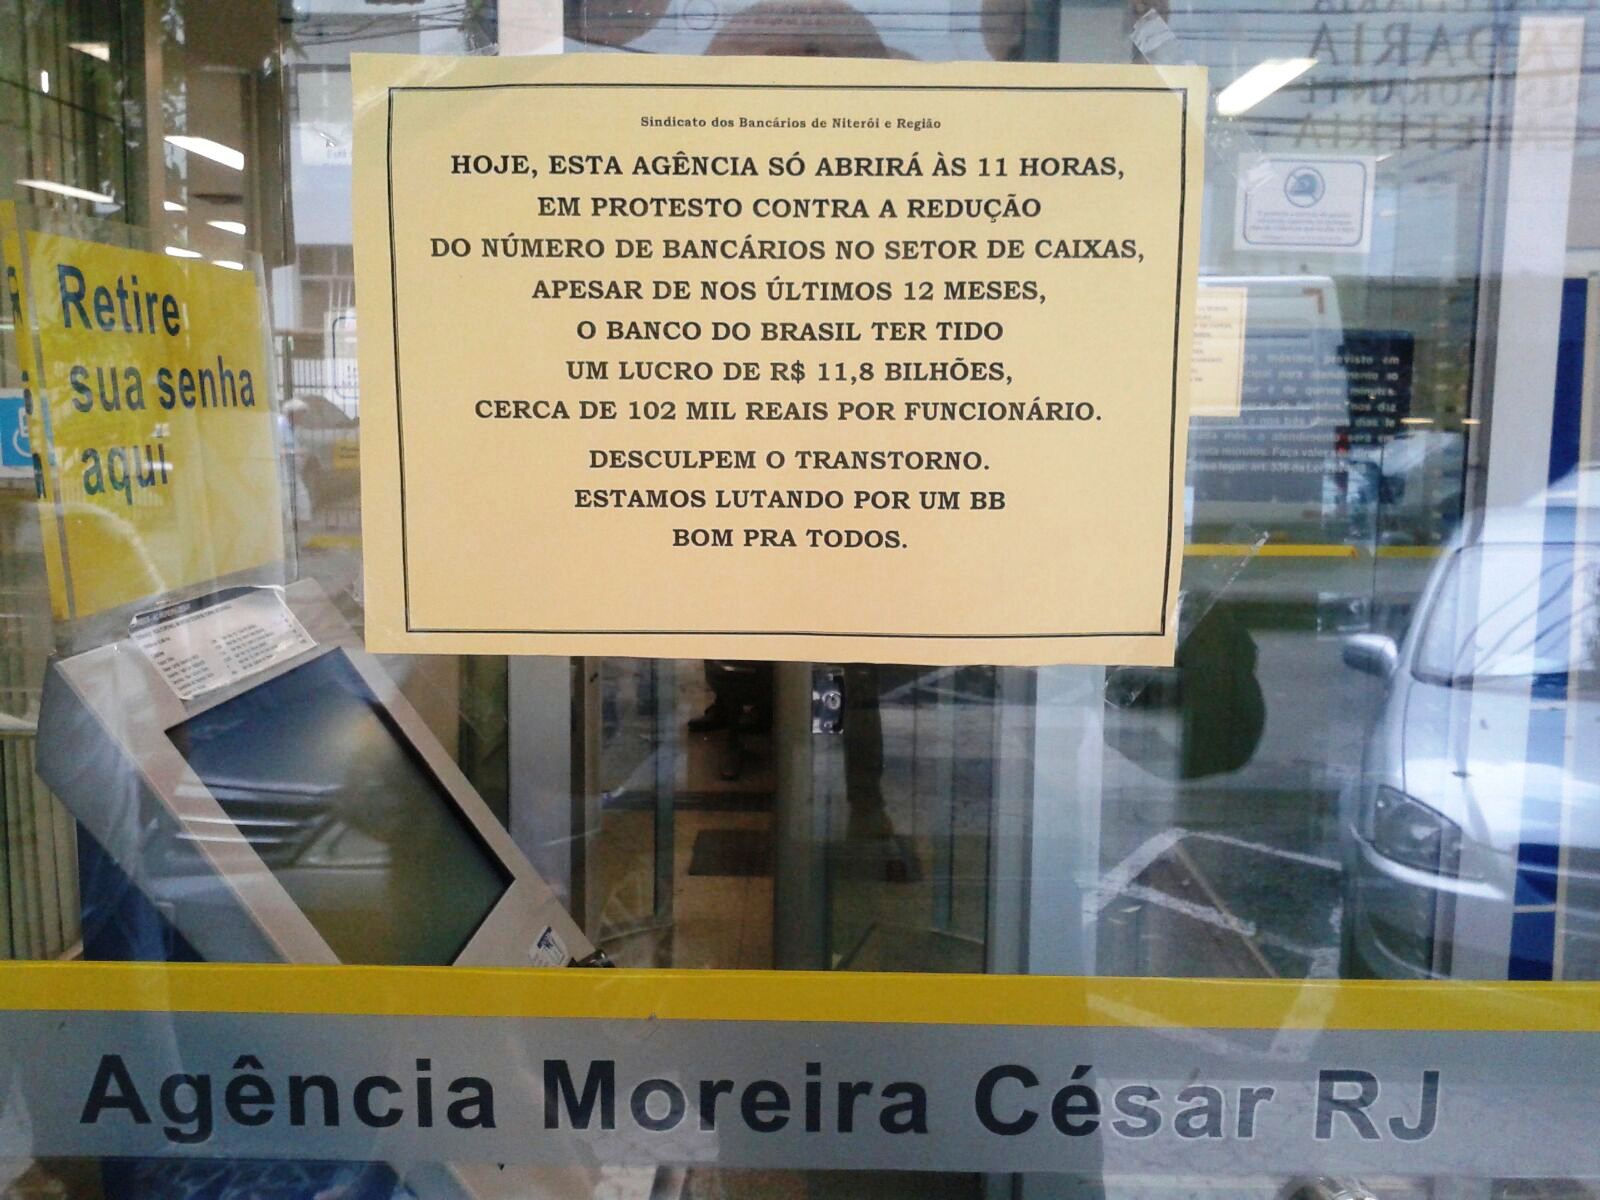 Sindicato dos Bancários de Niterói e Região
HOJE, ESTA AGÊNCIA SÓ ABRIRÁ ÀS 11 HORAS,
EM PROTESTO CONTRA A REDUÇÃO
DO NÚMERO DE BANCÁRIOS NO SETOR DE CAIXAS,
APESAR DE NOS ÚLTIMOS 12 MESES,
O BANCO DO BRASIL TER TIDO
UM LUCRO DE R$ 11,8 BILHÕES,
CERCA DE 102 MIL REAIS POR FUNCIONÁRIO.
DESCULPEM O TRANSTORNO.
ESTAMOS LUTANDO POR UM BB
BOM PRA TODOS.
Retire
sua senha
aqui
Agência Moreira César RJ